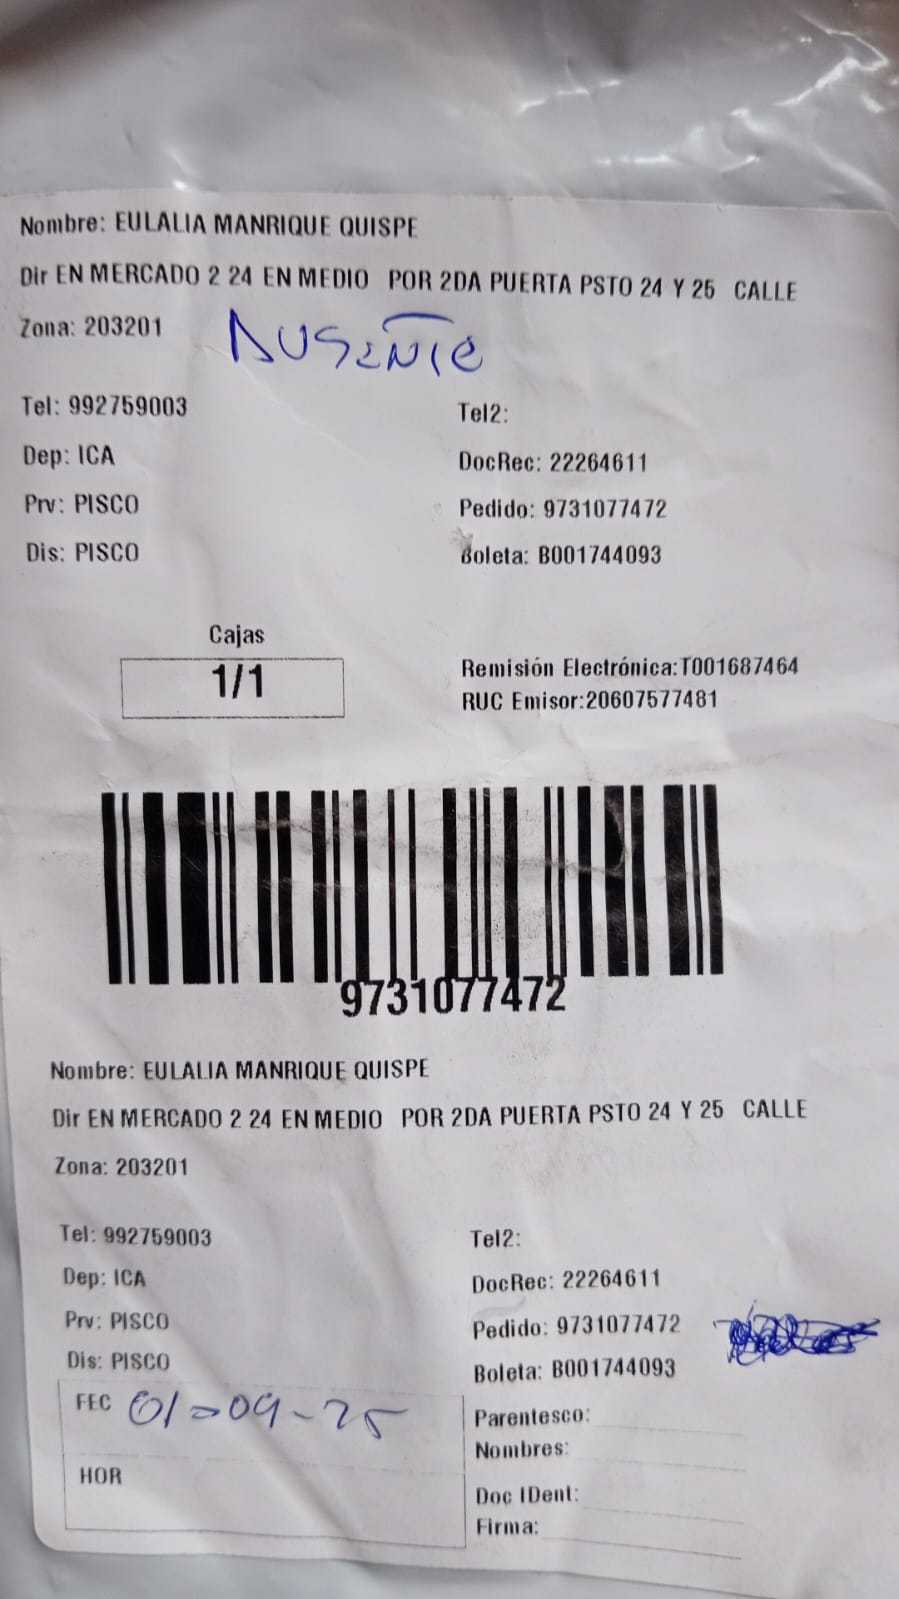 Nombre: EULALIA MANRIQUE QUISPE
Dir EN MERCADO 2 24 EN MEDIO POR 2DA PUERTA PSTO 24 Y 25 CALLE
Zona: 203201
AUSENTE
Tel: 992759003 Tel2:
Dep: ICA DocRec: 22264611
Prv: PISCO Pedido: 9731077472
Dis: PISCO Boleta: B001744093
Cajas
1/1
Remisión Electrónica:T001687464
RUC Emisor:20607577481
9731077472
Nombre: EULALIA MANRIQUE QUISPE
Dir EN MERCADO 2 24 EN MEDIO POR 2DA PUERTA PSTO 24 Y 25 CALLE
Zona: 203201
Tel: 992759003 Tel2:
Dep: ICA DocRec: 22264611
Prv: PISCO Pedido: 9731077472
Dis: PISCO Boleta: B001744093
FEC 01-09-25 Parentesco:
Nombres:
HOR Doc IDent:
Firma: